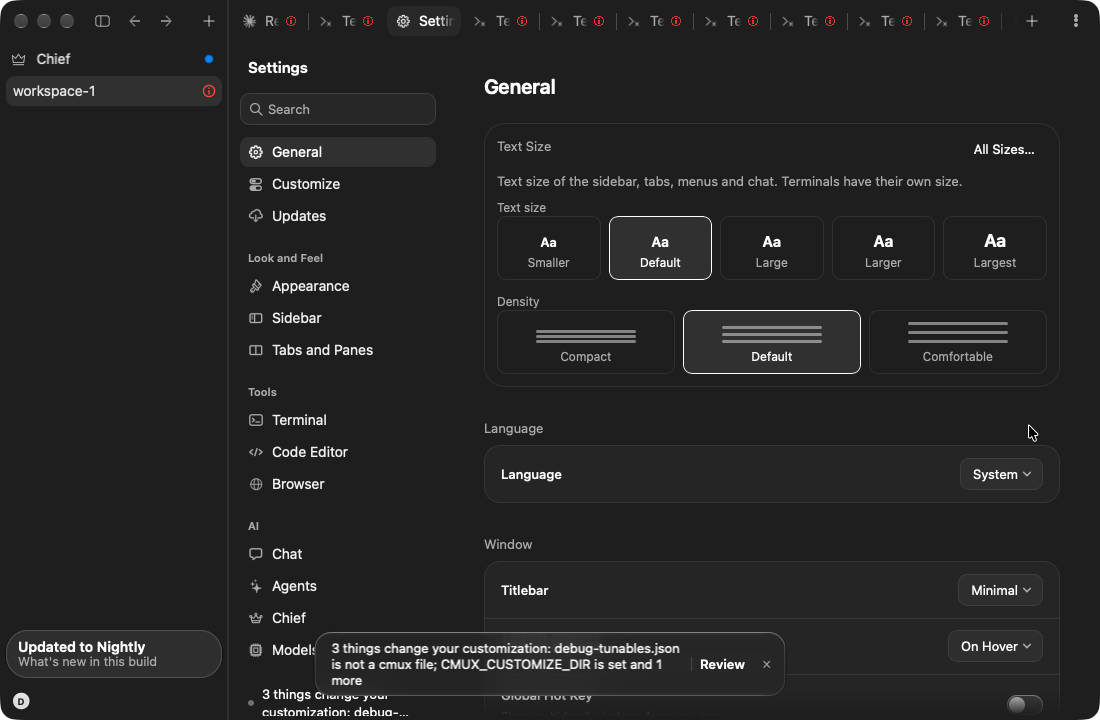 Chief
workspace-1
Updated to Nightly
What's new in this build
D
Settings
Search
General
Customize
Updates
Look and Feel
Appearance
Sidebar
Tabs and Panes
Tools
Terminal
Code Editor
Browser
AI
Chat
Agents
Chief
Models
3 things change your
customization: debug-...
General
Text Size
All Sizes...
Text size of the sidebar, tabs, menus and chat. Terminals have their own size.
Text size
Aa Aa Aa Aa Aa
Smaller Default Large Larger Largest
Density
Compact Default Comfortable
Language
Language System
Window
Titlebar Minimal
On Hover
Global Hot Key
3 things change your customization: debug-tunables.json
is not a cmux file; CMUX_CUSTOMIZE_DIR is set and 1
more
Review